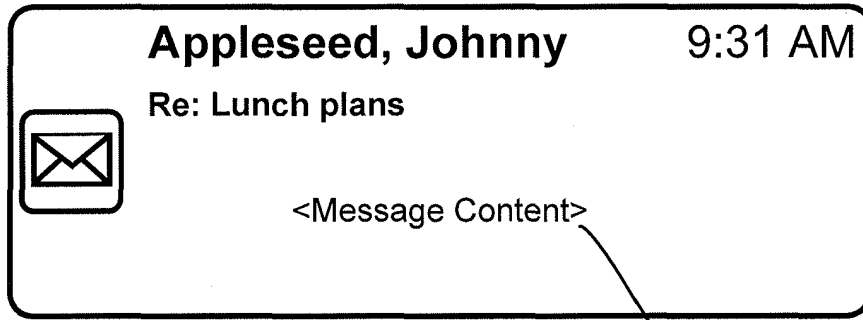 Appleseed, Johnny 9:31 AM
Re: Lunch plans
<Message Content>